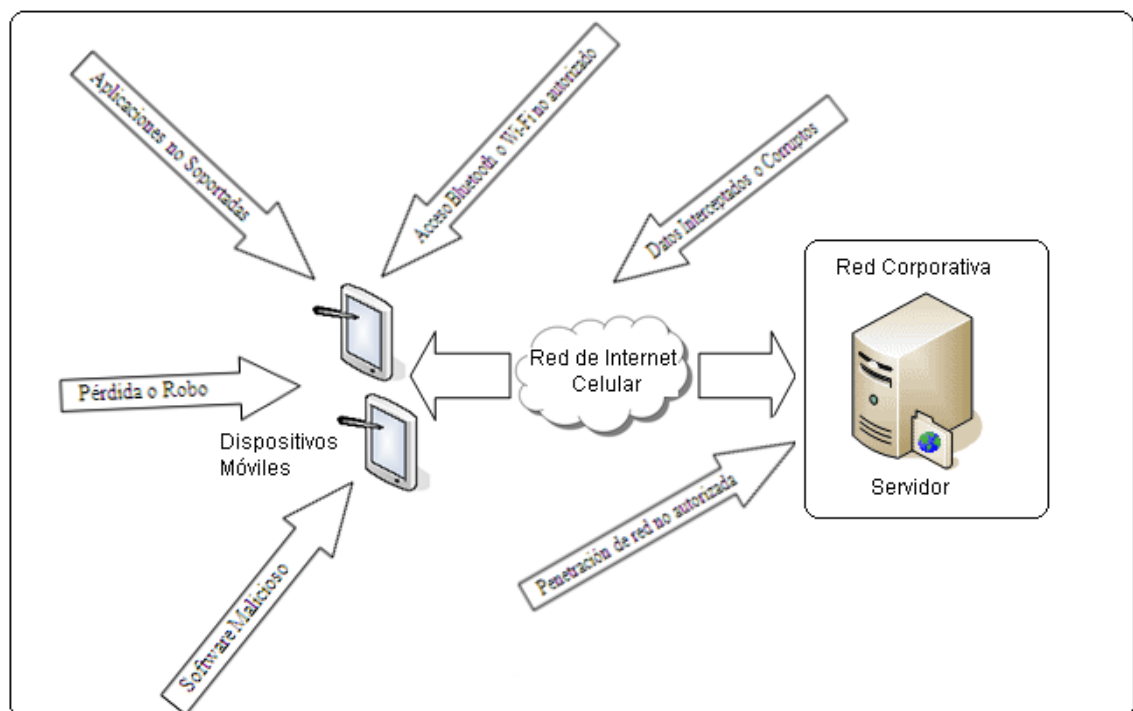 Aplicaciones no Soportadas
Acceso Bluetooth o Wi-Fi no autorizado
Datos Interceptados o Corruptos
Red Corporativa
Red de Internet
Celular
Pérdida o Robo
Dispositivos
Móviles
Servidor
Penetración de red no autorizada
Software Malicioso